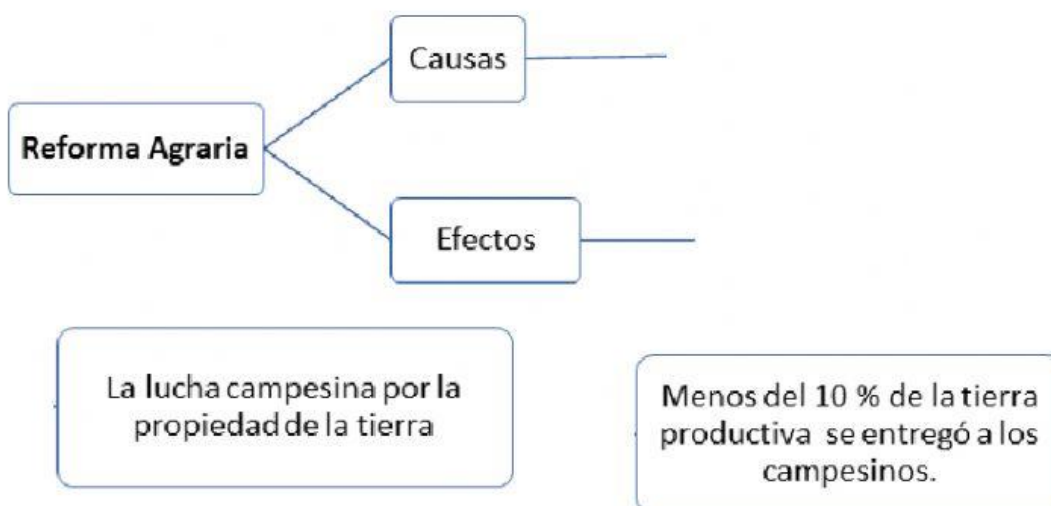 Causas
Reforma Agraria
Efectos
La lucha campesina por la
propiedad de la tierra
Menos del 10 % de la tierra
productiva se entregó a los
campesinos.